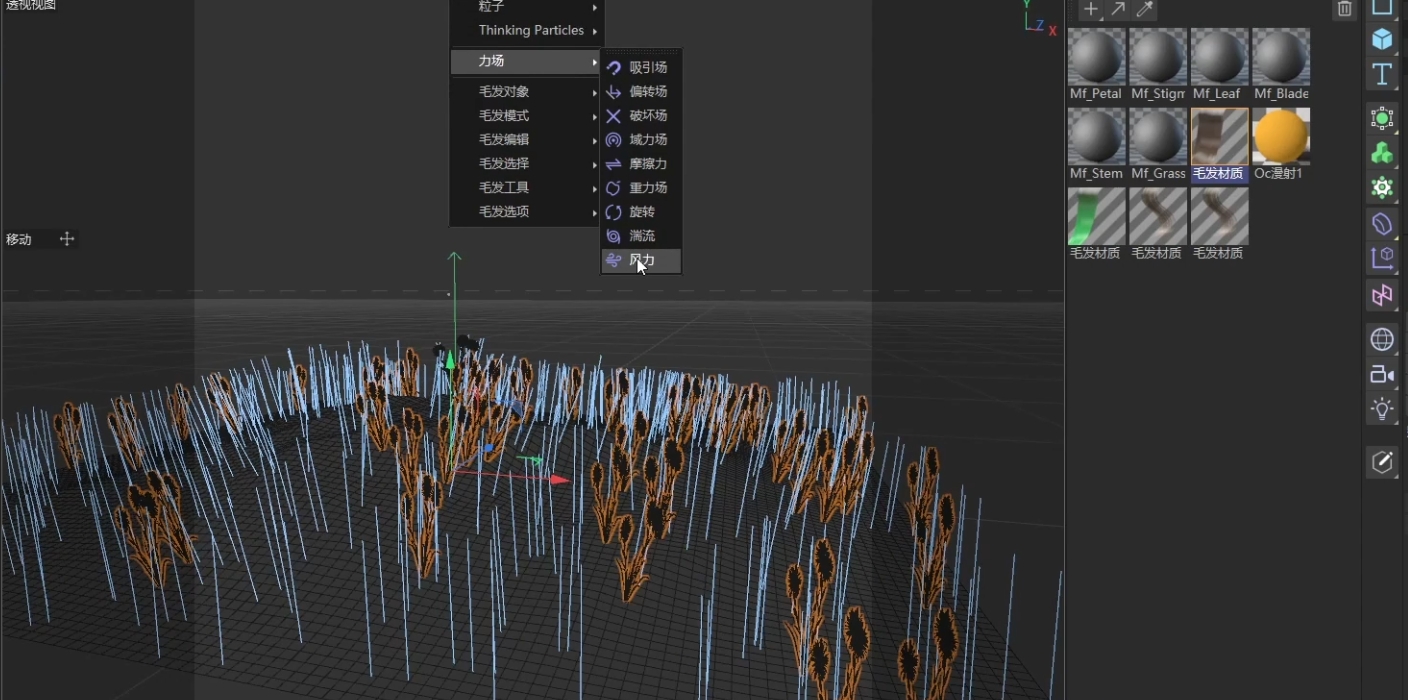 透视视图
粒子
Thinking Particles
力场
毛发对象
毛发模式
毛发编辑
毛发选择
毛发工具
毛发选项
吸引场
偏转场
破坏场
域力场
摩擦力
重力场
旋转
湍流
风力
移动
Y
Z
X
Mf_Petal
Mf_Stigm
Mf_Leaf
Mf_Blade
Mf_Stem
Mf_Grass
毛发材质
Oc漫射1
毛发材质
毛发材质
毛发材质